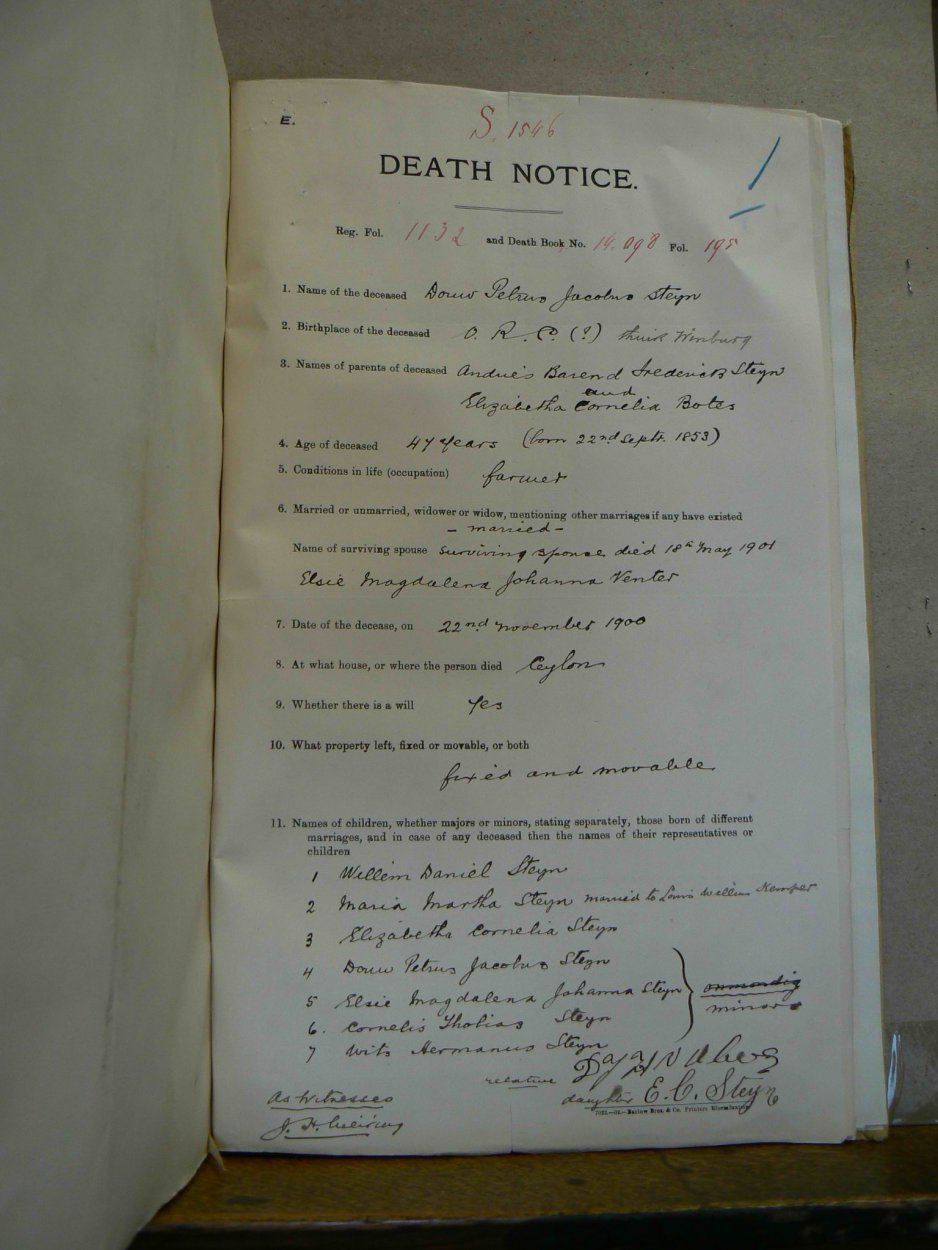 E.
S. 1546
DEATH NOTICE.
Reg. Fol. 1132 and Death Book No. 14.098 Fol. 195
1. Name of the deceased Douw Petrus Jacobus Steyn
2. Birthplace of the deceased O. R. C. (?) think Winburg
3. Names of parents of deceased Andries Barend Frederick Steyn
and
Elizabetha Cornelia Botes
4. Age of deceased 47 Years (born 22nd Septr. 1853)
5. Conditions in life (occupation) farmer
6. Married or unmarried, widower or widow, mentioning other marriages if any have existed
- married -
Name of surviving spouse surviving spouse died 18th May 1901
Elsie Magdalena Johanna Venter
7. Date of the decease, on 22nd November 1900
8. At what house, or where the person died Ceylon
9. Whether there is a will Yes
10. What property left, fixed or movable, or both
fixed and movable
11. Names of children, whether majors or minors, stating separately, those born of different
marriages, and in case of any deceased then the names of their representatives or
children
1 Willem Daniel Steyn
2 Maria Martha Steyn married to Louis Willem Kemper
3 Elizabetha Cornelia Steyn
4 Douw Petrus Jacobus Steyn
5 Elsie Magdalena Johanna Steyn onmondig
minors
6. Cornelis Tholias Steyn
7 Wits Hermanus Steyn
relative
As Witnesses daughter E. C. Steyn
J. H.
Barlow Bros. & Co. Printers Bloemfontein